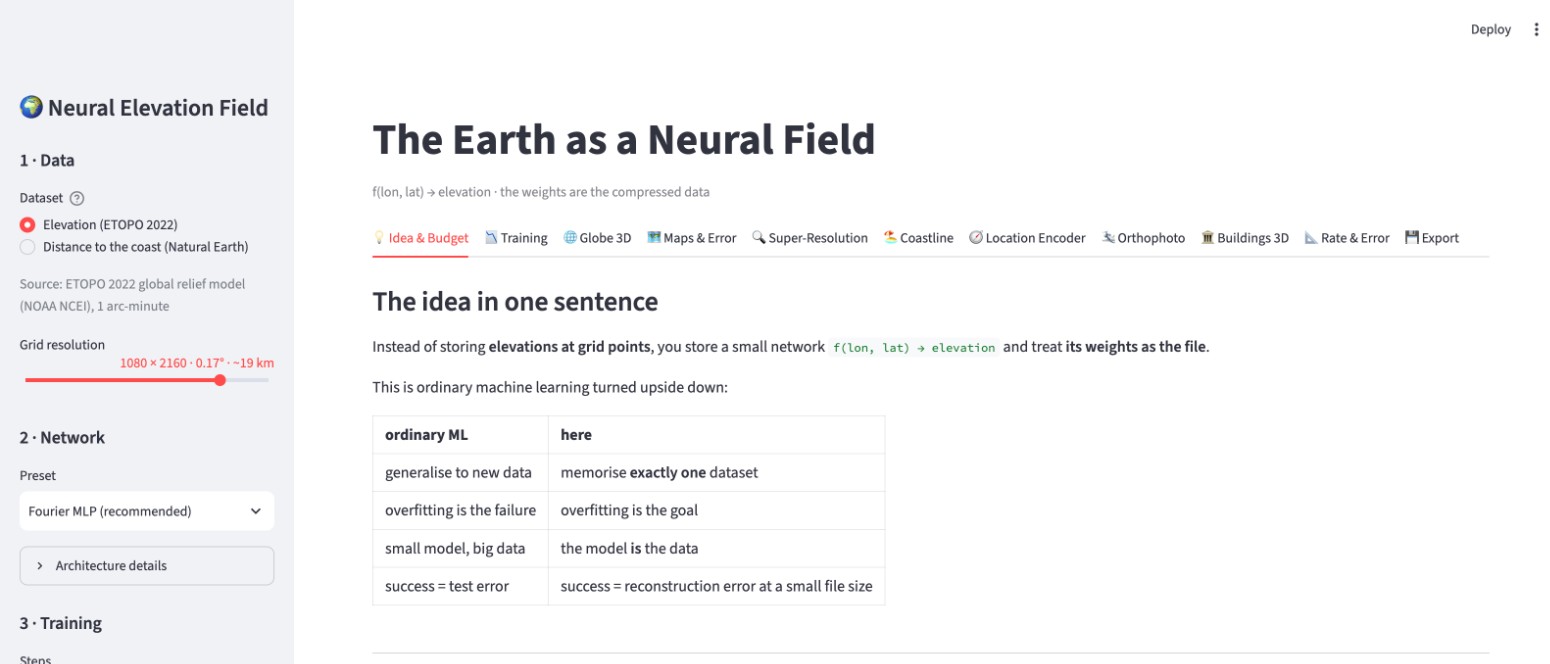 Deploy
🌍 Neural Elevation Field
1 · Data
Dataset
Elevation (ETOPO 2022)
Distance to the coast (Natural Earth)
Source: ETOPO 2022 global relief model
(NOAA NCEI), 1 arc-minute
Grid resolution
1080 × 2160 · 0.17° · ~19 km
2 · Network
Preset
Fourier MLP (recommended)
Architecture details
3 · Training
Steps
The Earth as a Neural Field
f(lon, lat) → elevation · the weights are the compressed data
💡 Idea & Budget 📉 Training 🌐 Globe 3D 🗺️ Maps & Error 🔍 Super-Resolution 🏖️ Coastline 🧭 Location Encoder 🛰️ Orthophoto 🏛️ Buildings 3D 📐 Rate & Error 💾 Export
The idea in one sentence
Instead of storing elevations at grid points, you store a small network f(lon, lat) → elevation and treat its weights as the file.
This is ordinary machine learning turned upside down:
ordinary ML here
generalise to new data memorise exactly one dataset
overfitting is the failure overfitting is the goal
small model, big data the model is the data
success = test error success = reconstruction error at a small file size